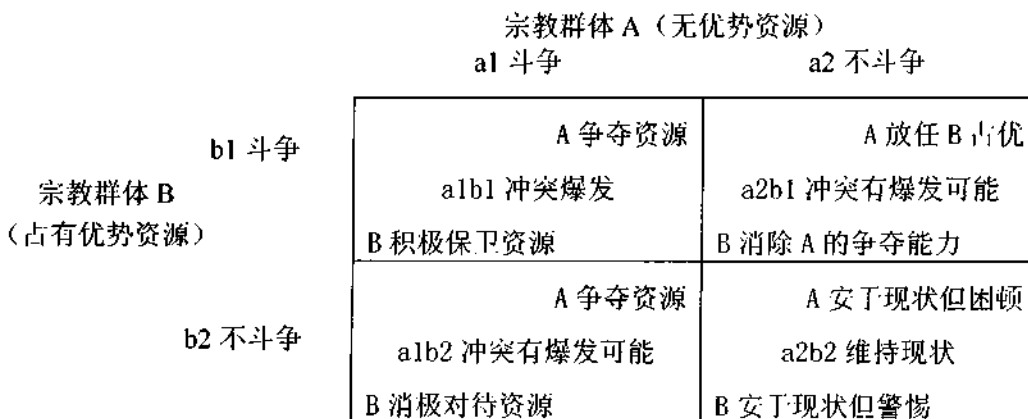 宗教群体 A（无优势资源）
a1 斗争 a2 不斗争
b1 斗争
宗教群体 B
（占有优势资源）
A 争夺资源
a1b1 冲突爆发
B 积极保卫资源
A 放任 B 占优
a2b1 冲突有爆发可能
B 消除 A 的争夺能力
b2 不斗争
A 争夺资源
a1b2 冲突有爆发可能
B 消极对待资源
A 安于现状但困顿
a2b2 维持现状
B 安于现状但警惕